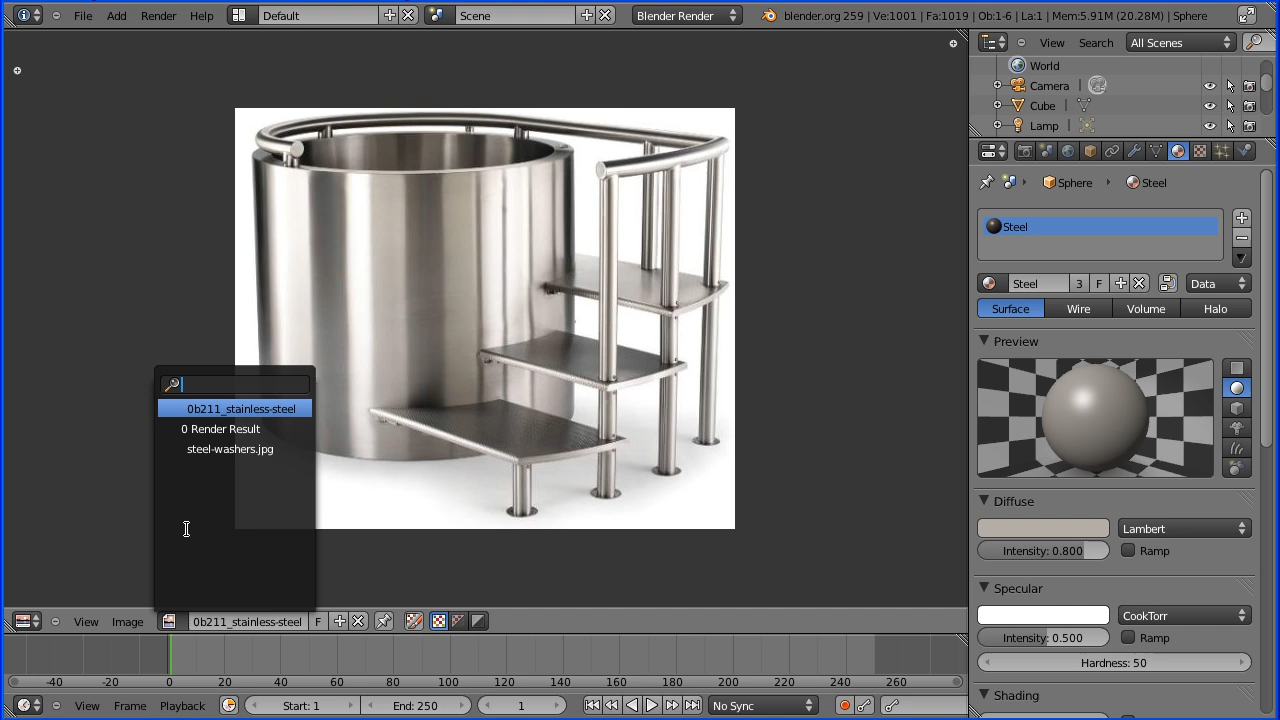 File Add Render Help Default Scene Blender Render blender.org 259 | Ve:1001 | Fa:1019 | Ob:1-6 | La:1 | Mem:5.91M (20.28M) | Sphere
View Search All Scenes
World
Camera
Cube
Lamp
Sphere Steel
Steel
Steel 3 F Data
Surface Wire Volume Halo
Preview
Diffuse
Lambert
Intensity: 0.800 Ramp
Specular
CookTorr
Intensity: 0.500 Ramp
Hardness: 50
Shading
0b211_stainless-steel
0 Render Result
steel-washers.jpg
View Image 0b211_stainless-steel F
-40 -20 0 20 40 60 80 100 120 140 160 180 200 220 240 260
View Frame Playback Start: 1 End: 250 1 No Sync